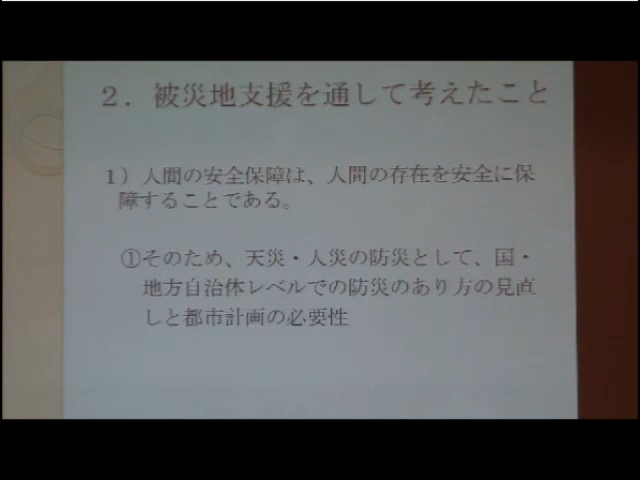 ２．被災地支援を通して考えたこと
１）人間の安全保障は、人間の存在を安全に保
障することである。
①そのため、天災・人災の防災として、国・
地方自治体レベルでの防災のあり方の見直
しと都市計画の必要性